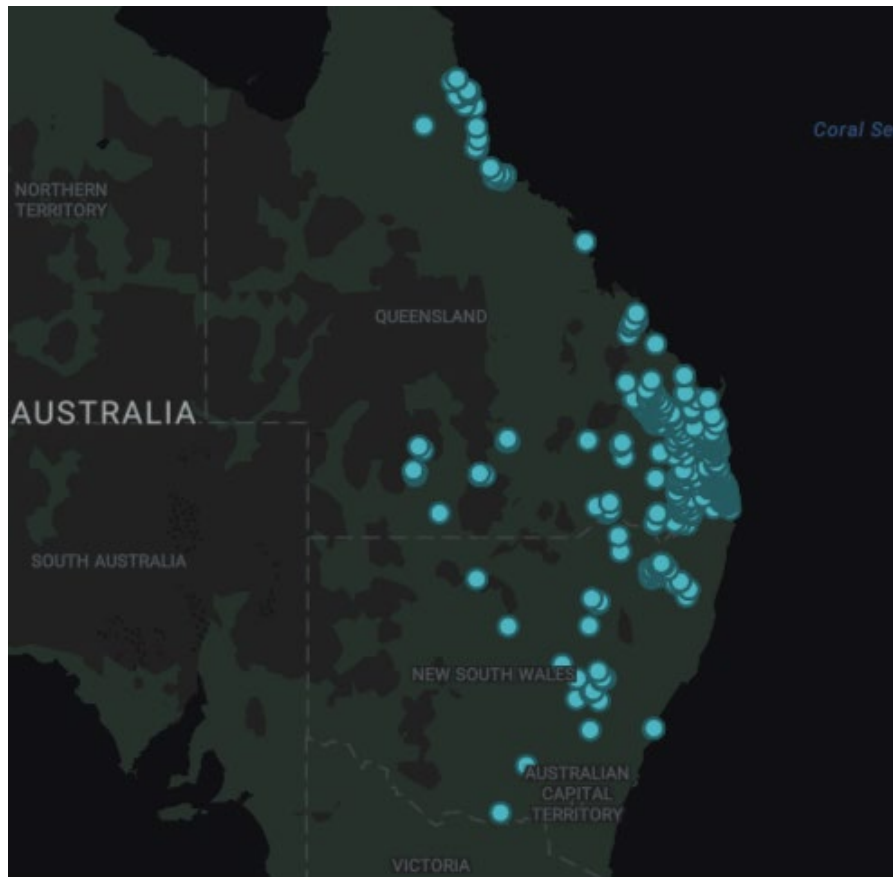 Coral Se
NORTHERN
TERRITORY
QUEENSLAND
AUSTRALIA
SOUTH AUSTRALIA
NEW SOUTH WALES
AUSTRALIAN
CAPITAL
TERRITORY
VICTORIA